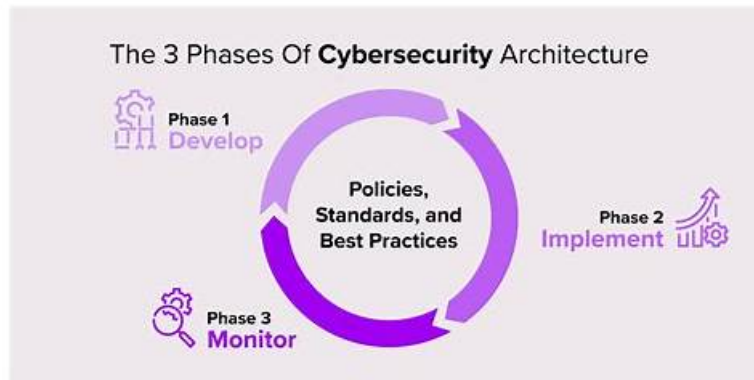 The 3 Phases Of Cybersecurity Architecture
Phase 1
Develop
Policies,
Standards, and
Best Practices
Phase 2
Implement
Phase 3
Monitor